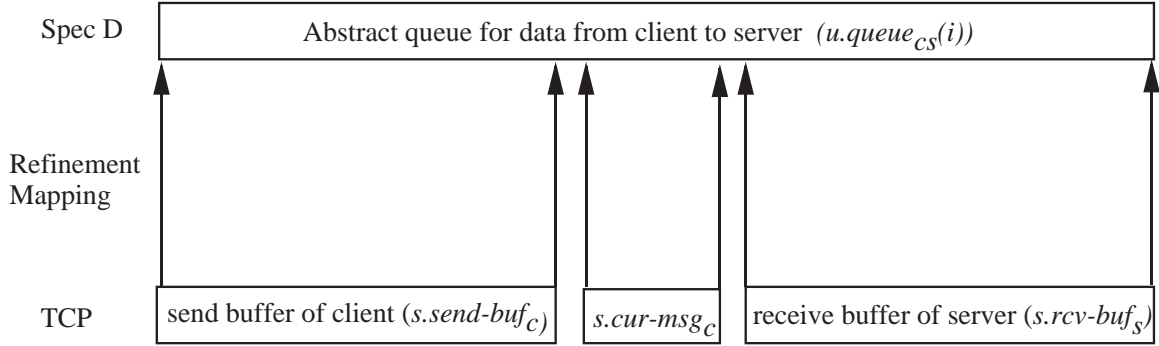 Spec D
Abstract queue for data from client to server (u.queue_cs(i))
Refinement
Mapping
TCP
send buffer of client (s.send-buf_c)
s.cur-msg_c
receive buffer of server (s.rcv-buf_s)